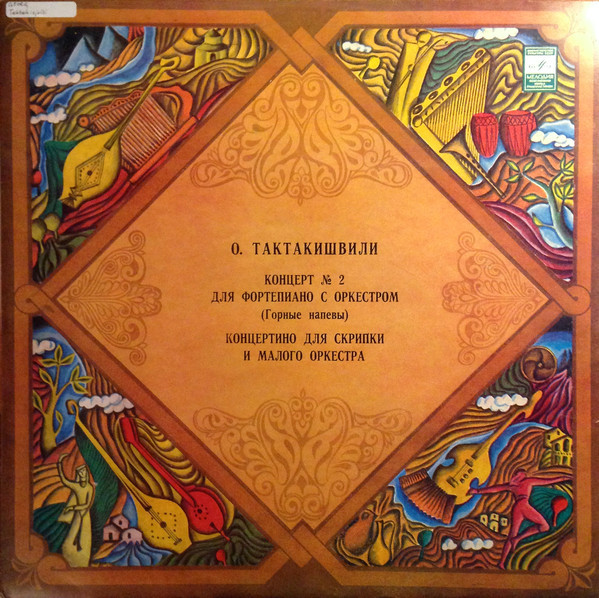 О. ТАКТАКИШВИЛИ
КОНЦЕРТ № 2
ДЛЯ ФОРТЕПИАНО С ОРКЕСТРОМ
(Горные напевы)
КОНЦЕРТИНО ДЛЯ СКРИПКИ
И МАЛОГО ОРКЕСТРА
МЕЛОДИЯ